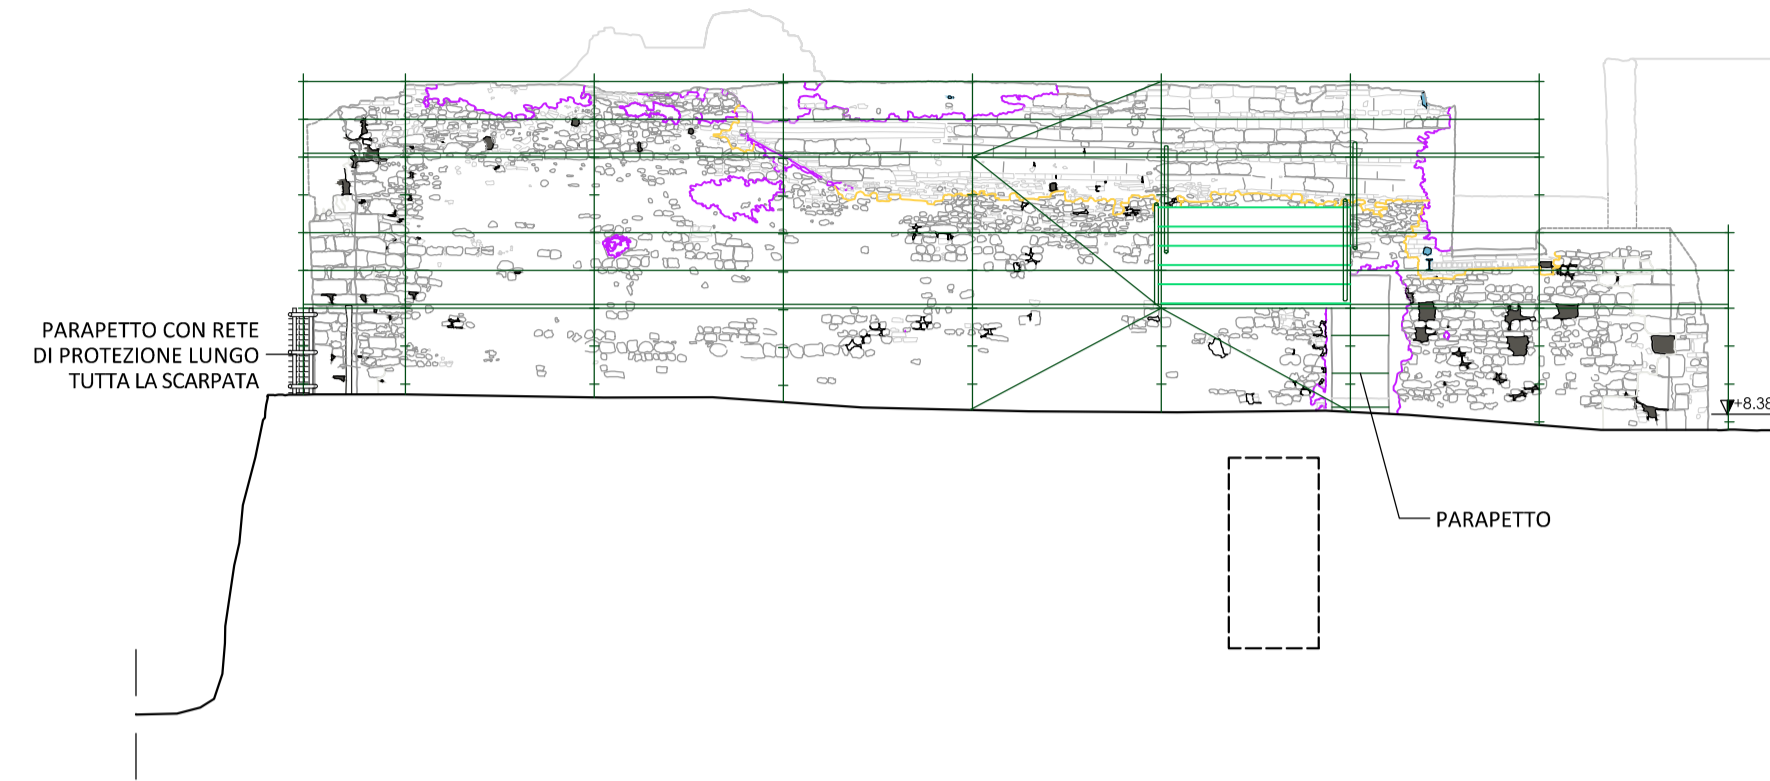 PARAPETTO CON RETE
DI PROTEZIONE LUNGO
TUTTA LA SCARPATA
+8.38
PARAPETTO